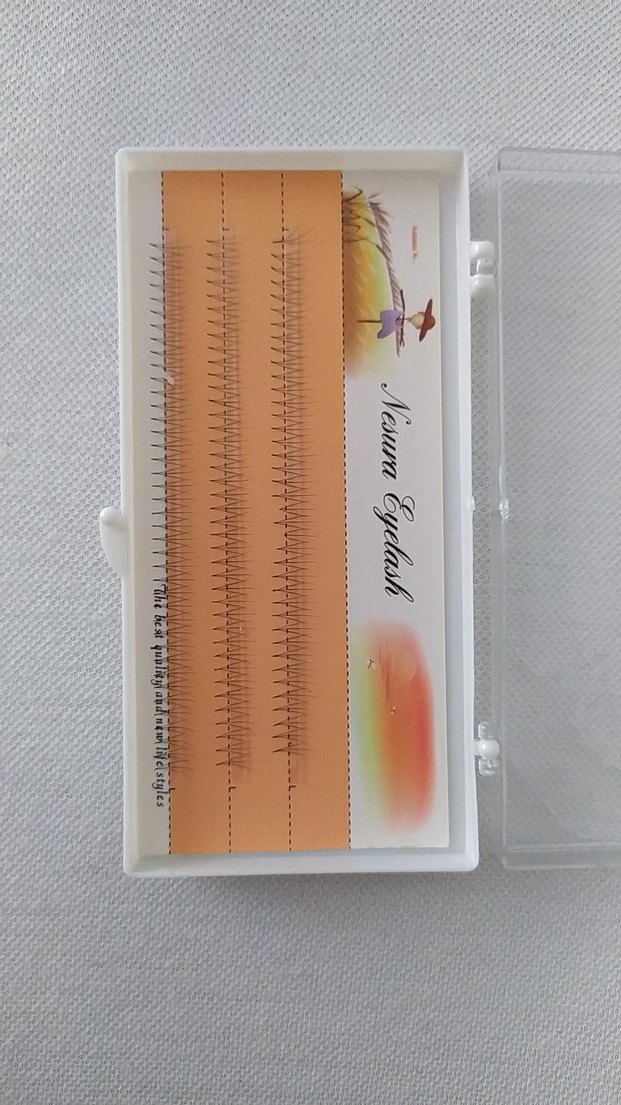 Nesura Eyelash
The best quality and new life styles